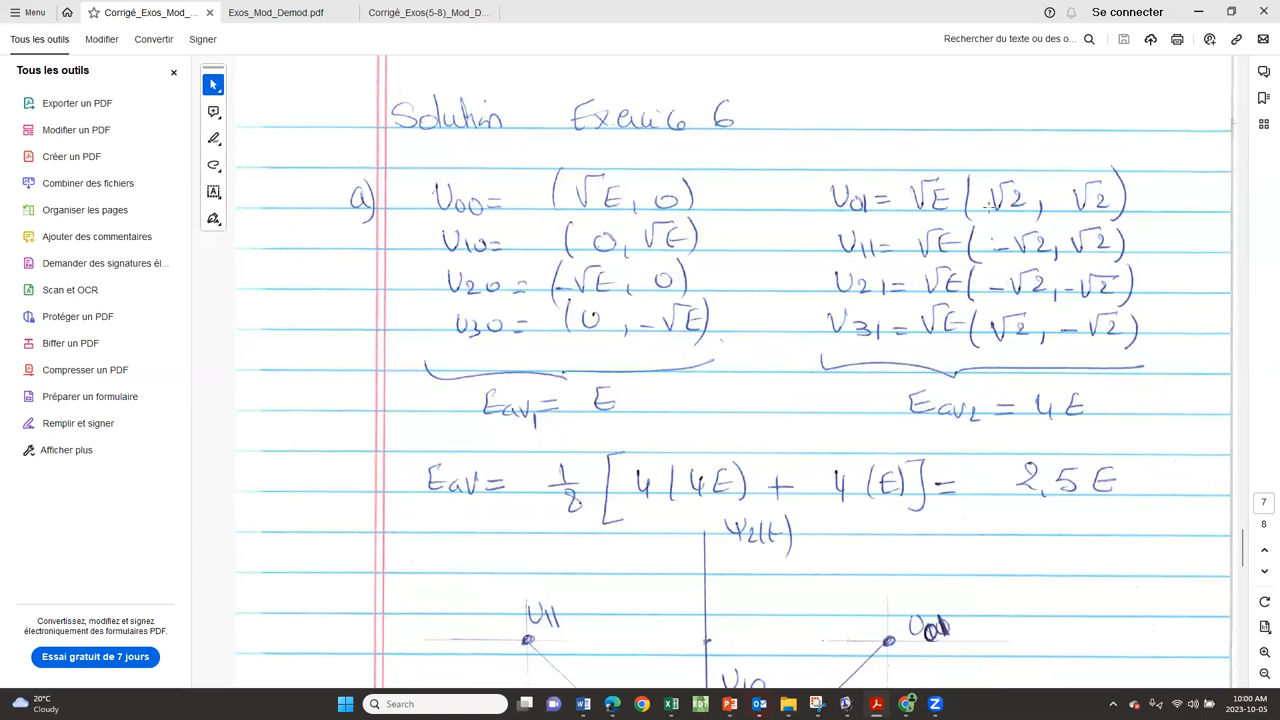 Menu
Corrigé_Exos_Mod_...
Exos_Mod_Demod.pdf
Corrigé_Exos(5-8)_Mod_D...
Se connecter
Tous les outils Modifier Convertir Signer
Rechercher du texte ou des o...
Tous les outils
Exporter un PDF
Modifier un PDF
Créer un PDF
Combiner des fichiers
Organiser les pages
Ajouter des commentaires
Demander des signatures él...
Scan et OCR
Protéger un PDF
Biffer un PDF
Compresser un PDF
Préparer un formulaire
Remplir et signer
Afficher plus
Convertissez, modifiez et signez
électroniquement des formulaires PDF.
Essai gratuit de 7 jours
Solution Exercice 6
a) U00= (√E, 0) U01= √E(√2, √2)
U10= (0, √E) U11= √E(-√2, √2)
U20= (-√E, 0) U21= √E(-√2, -√2)
U30= (0, -√E) U31= √E(√2, -√2)
Eav1= E Eav2= 4E
Eav= 1/8 [4(4E) + 4(E)]= 2,5E
Ψ2(t)
U11 U01
U10
7
8
20°C
Cloudy
Search
10:00 AM
2023-10-05